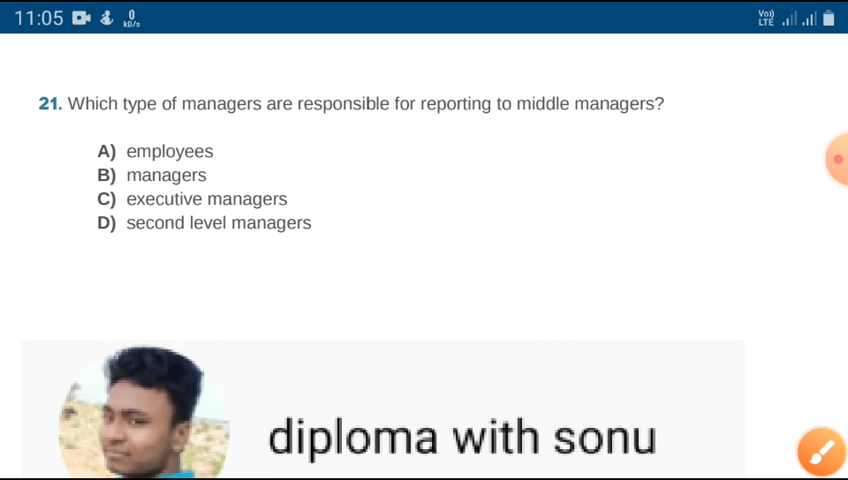 11:05 0 kB/s Vo) LTE
21. Which type of managers are responsible for reporting to middle managers?
A) employees
B) managers
C) executive managers
D) second level managers
diploma with sonu